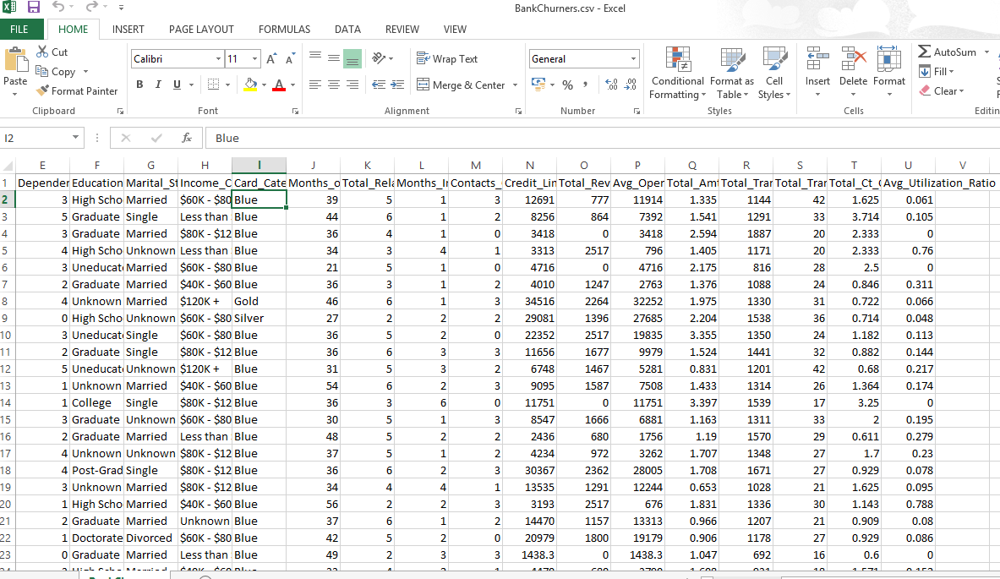 BankChurners.csv - Excel
FILE HOME INSERT PAGE LAYOUT FORMULAS DATA REVIEW VIEW
Paste Cut Copy Format Painter Clipboard
Calibri 11 B I U A A A Font
Wrap Text Merge & Center Alignment
General % , .00 .0 Number
Conditional Formatting Format as Table Cell Styles Styles
Insert Delete Format Cells
AutoSum Fill Clear Editin
I2 fx Blue
E F G H I J K L M N O P Q R S T U V
1 Depender Education Marital_St Income_C Card_Cate Months_o Total_Rela Months_I Contacts_ Credit_Lin Total_Rev Avg_Oper Total_Amt Total_Trar Total_Trar Total_Ct_C Avg_Utilization_Ratio
2 3 High Scho Married $60K - $80 Blue 39 5 1 3 12691 777 11914 1.335 1144 42 1.625 0.061
3 5 Graduate Single Less than Blue 44 6 1 2 8256 864 7392 1.541 1291 33 3.714 0.105
4 3 Graduate Married $80K - $12 Blue 36 4 1 0 3418 0 3418 2.594 1887 20 2.333 0
5 4 High Scho Unknown Less than Blue 34 3 4 1 3313 2517 796 1.405 1171 20 2.333 0.76
6 3 Uneducat Married $60K - $80 Blue 21 5 1 0 4716 0 4716 2.175 816 28 2.5 0
7 2 Graduate Married $40K - $60 Blue 36 3 1 2 4010 1247 2763 1.376 1088 24 0.846 0.311
8 4 Unknown Married $120K + Gold 46 6 1 3 34516 2264 32252 1.975 1330 31 0.722 0.066
9 0 High Scho Unknown $60K - $80 Silver 27 2 2 2 29081 1396 27685 2.204 1538 36 0.714 0.048
10 3 Uneducat Single $60K - $80 Blue 36 5 2 0 22352 2517 19835 3.355 1350 24 1.182 0.113
11 2 Graduate Single $80K - $12 Blue 36 6 3 3 11656 1677 9979 1.524 1441 32 0.882 0.144
12 5 Uneducat Unknown $120K + Blue 31 5 3 2 6748 1467 5281 0.831 1201 42 0.68 0.217
13 1 Unknown Married $40K - $60 Blue 54 6 2 3 9095 1587 7508 1.433 1314 26 1.364 0.174
14 1 College Single $80K - $12 Blue 36 3 6 0 11751 0 11751 3.397 1539 17 3.25 0
15 3 Graduate Unknown $60K - $80 Blue 30 5 1 3 8547 1666 6881 1.163 1311 33 2 0.195
16 2 Graduate Married Less than Blue 48 5 2 2 2436 680 1756 1.19 1570 29 0.611 0.279
17 4 Unknown Unknown $80K - $12 Blue 37 5 1 2 4234 972 3262 1.707 1348 27 1.7 0.23
18 4 Post-Grad Single $80K - $12 Blue 36 6 2 3 30367 2362 28005 1.708 1671 27 0.929 0.078
19 3 Unknown Married $80K - $12 Blue 34 4 4 1 13535 1291 12244 0.653 1028 21 1.625 0.095
20 1 High Scho Married $40K - $60 Blue 56 2 2 3 3193 2517 676 1.831 1336 30 1.143 0.788
21 2 Graduate Married Unknown Blue 37 6 1 2 14470 1157 13313 0.966 1207 21 0.909 0.08
22 1 Doctorate Divorced $60K - $80 Blue 42 5 2 0 20979 1800 19179 0.906 1178 27 0.929 0.086
23 0 Graduate Married Less than Blue 49 2 3 3 1438.3 0 1438.3 1.047 692 16 0.6 0